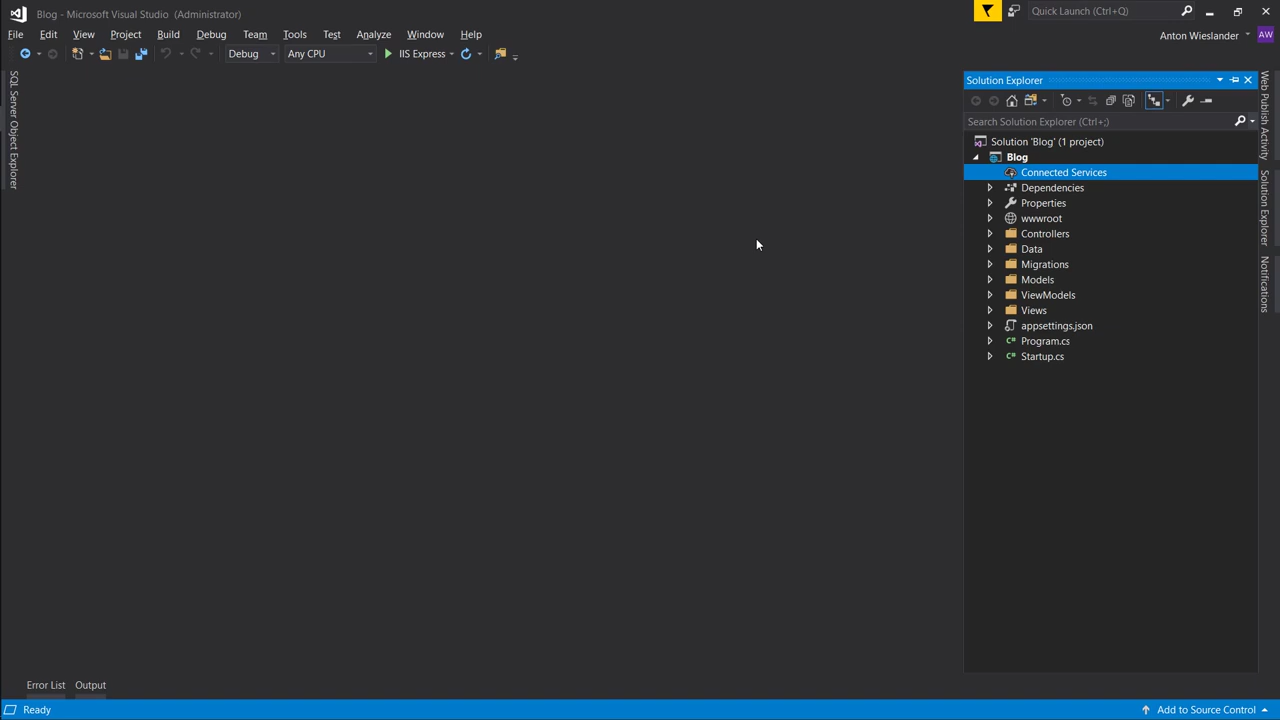 Blog - Microsoft Visual Studio (Administrator)
Quick Launch (Ctrl+Q)
File Edit View Project Build Debug Team Tools Test Analyze Window Help
Anton Wieslander
AW
Debug
Any CPU
IIS Express
SQL Server Object Explorer
Solution Explorer
Search Solution Explorer (Ctrl+;)
Solution 'Blog' (1 project)
Blog
Connected Services
Dependencies
Properties
wwwroot
Controllers
Data
Migrations
Models
ViewModels
Views
appsettings.json
C# Program.cs
C# Startup.cs
Web Publish Activity
Solution Explorer
Notifications
Error List Output
Ready
Add to Source Control